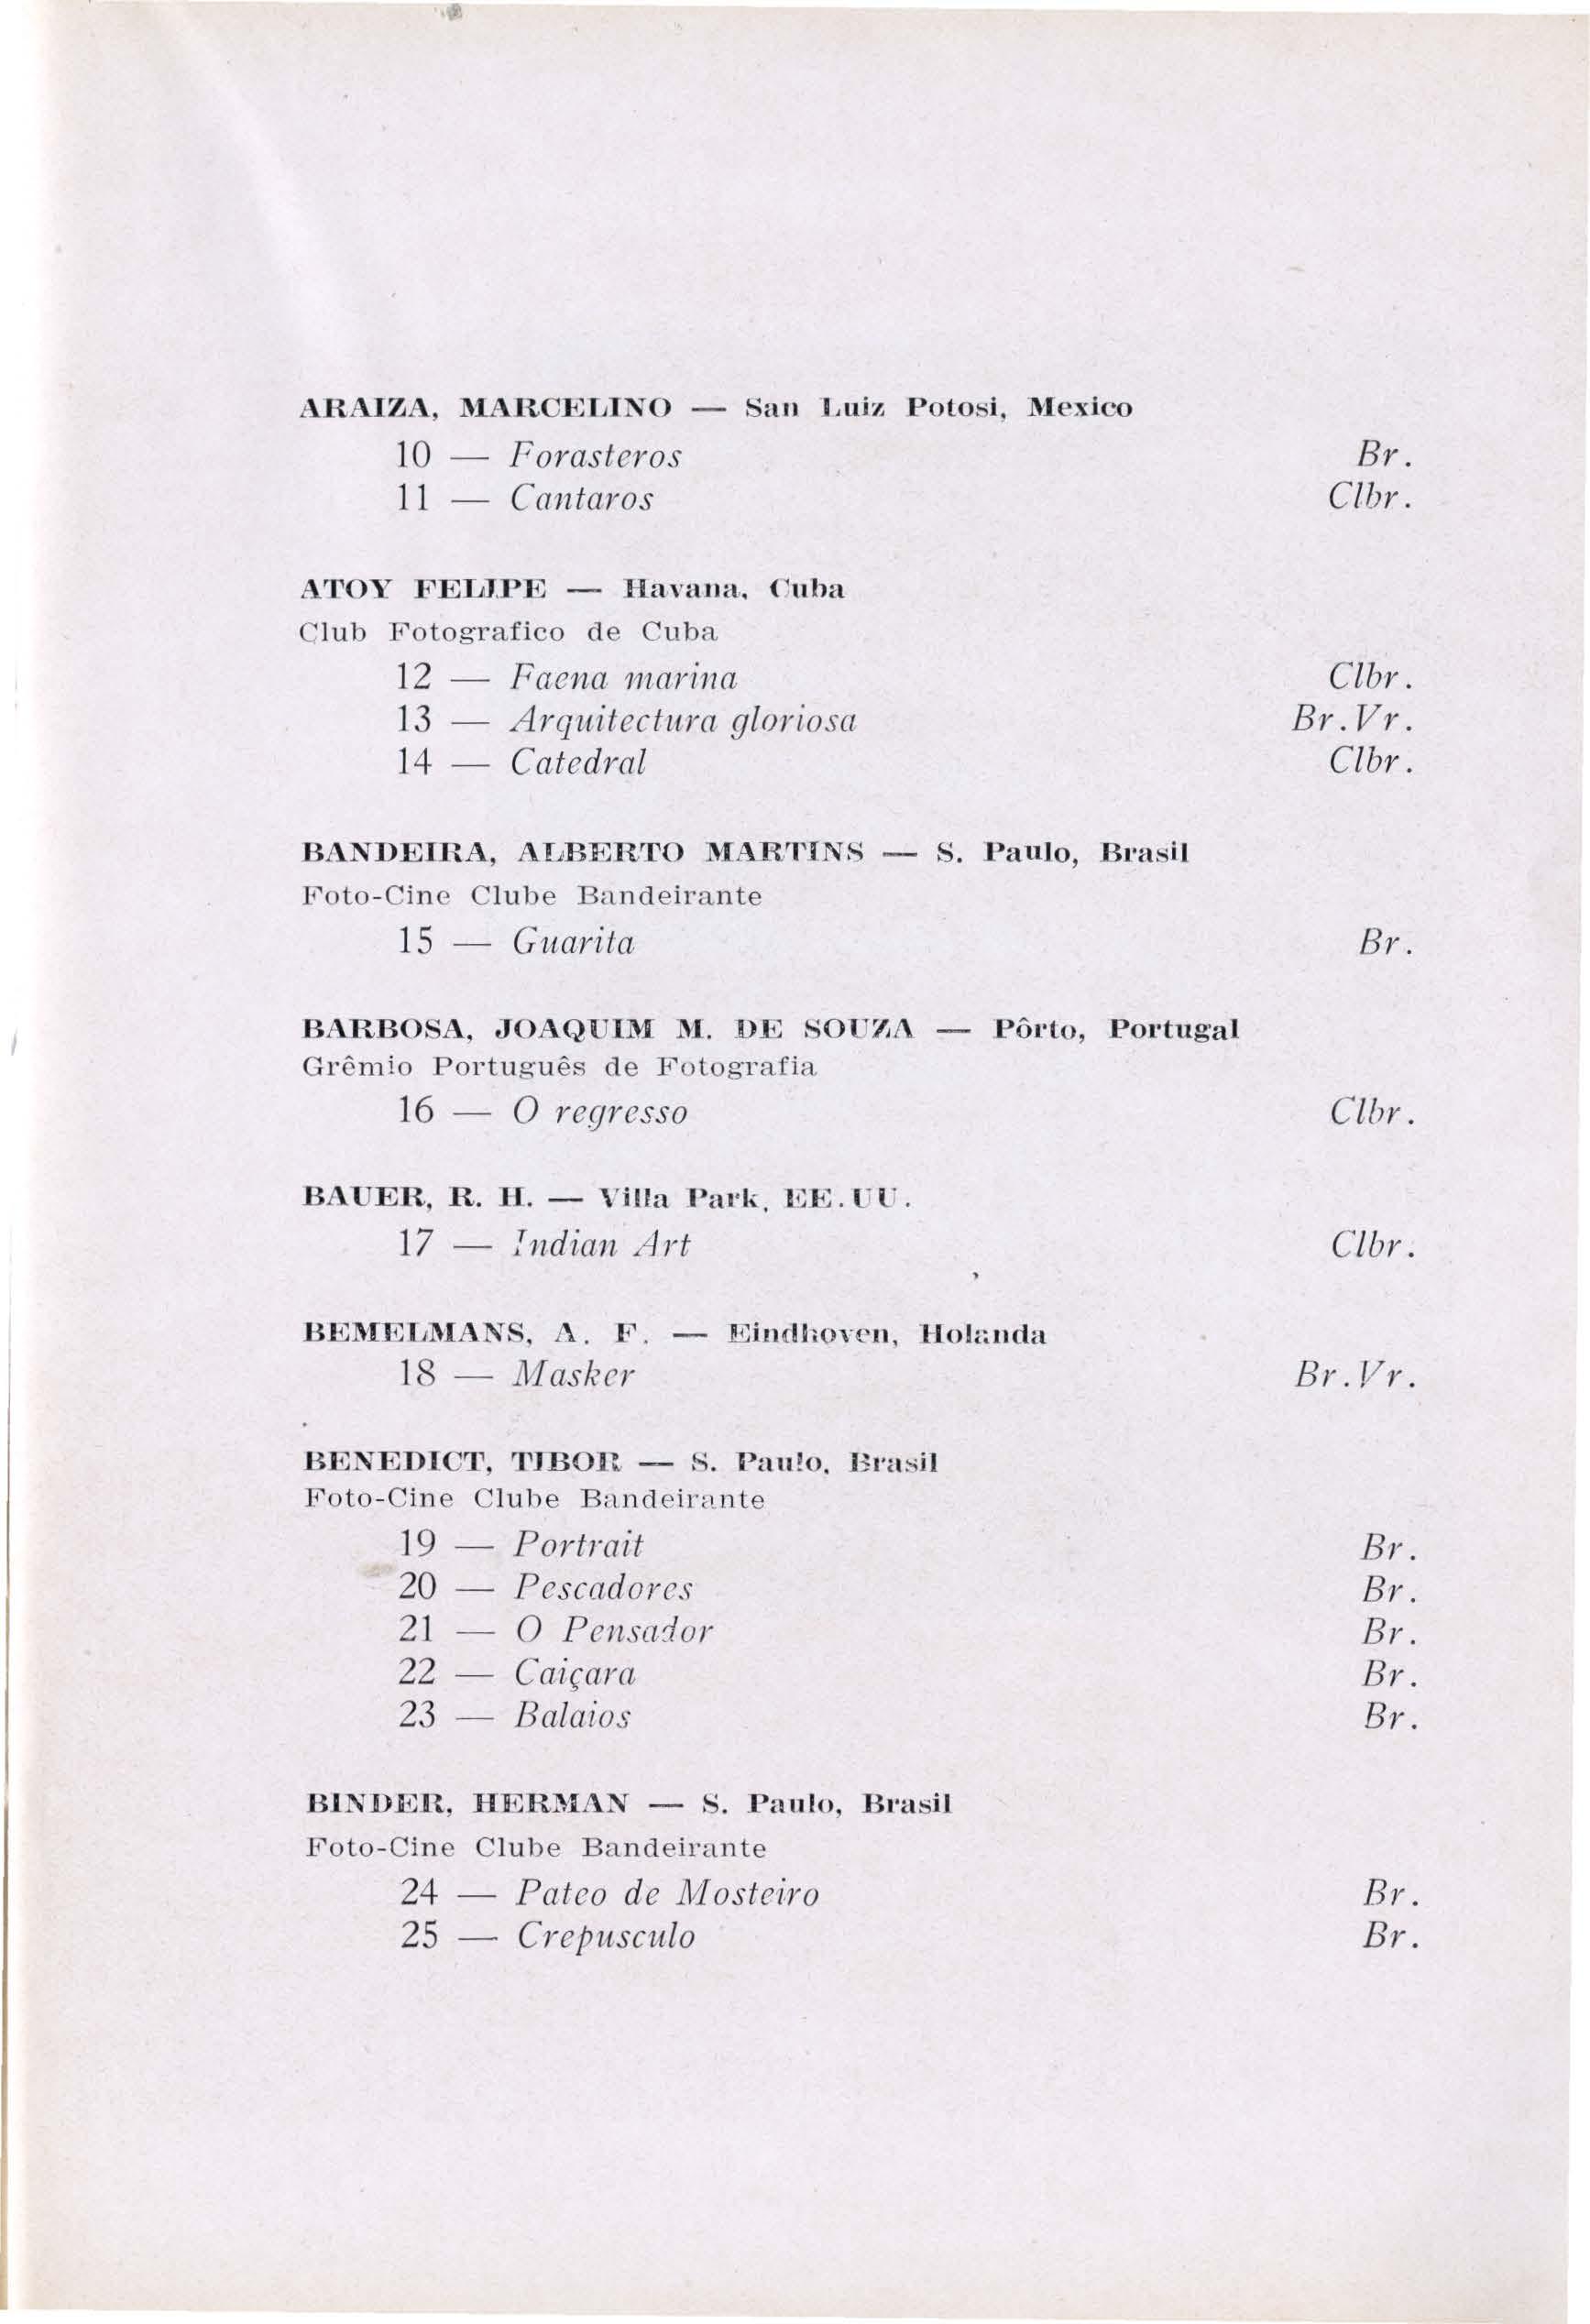 ARAIZA, MARCELINO — San Luiz Potosi, Mexico
10 — Forasteros Br.
11 — Cantaros Clbr.
ATOY FELIPE — Havana, Cuba
Club Fotografico de Cuba
12 — Faena marina Clbr.
13 — Arquitectura gloriosa Br.Vr.
14 — Catedral Clbr.
BANDEIRA, ALBERTO MARTINS — S. Paulo, Brasil
Foto-Cine Clube Bandeirante
15 — Guarita Br.
BARBOSA, JOAQUIM M. DE SOUZA — Pôrto, Portugal
Grêmio Português de Fotografia
16 — O regresso Clbr.
BAUER, R. H. — Villa Park, EE.UU.
17 — Indian Art Clbr.
BEMELMANS, A. F. — Eindhoven, Holanda
18 — Masker Br.Vr.
BENEDICT, TIBOR — S. Paulo, Brasil
Foto-Cine Clube Bandeirante
19 — Portrait Br.
20 — Pescadores Br.
21 — O Pensador Br.
22 — Caiçara Br.
23 — Balaios Br.
BINDER, HERMAN — S. Paulo, Brasil
Foto-Cine Clube Bandeirante
24 — Pateo de Mosteiro Br.
25 — Crepusculo Br.